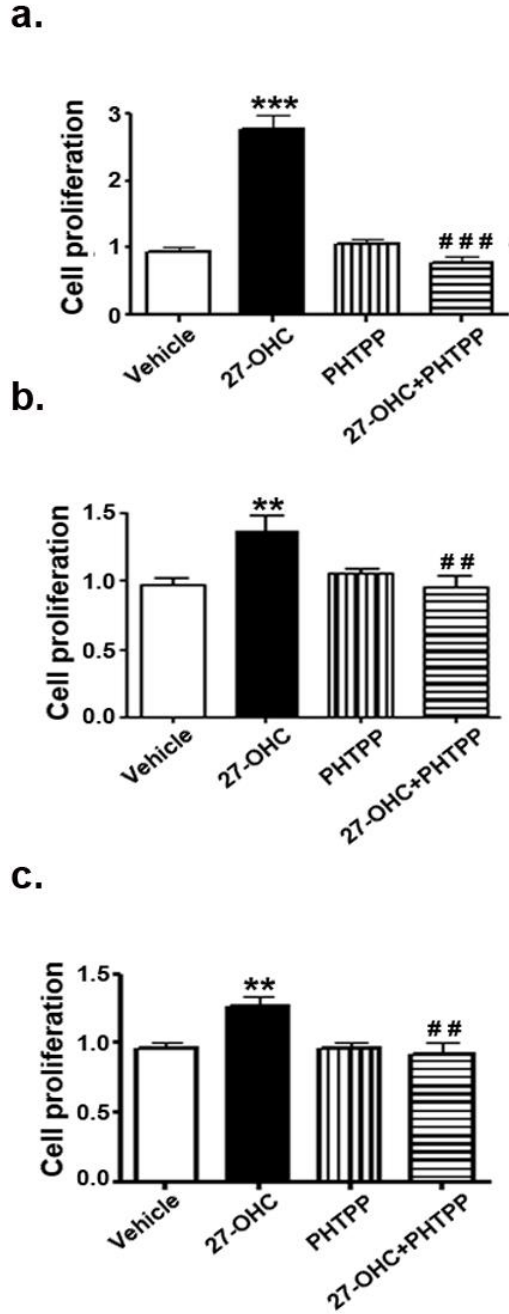 a.
Cell proliferation
3
2
1
0
***
# # #
Vehicle
27-OHC
PHTPP
27-OHC+PHTPP
b.
Cell proliferation
1.5
1.0
0.5
0.0
**
# #
Vehicle
27-OHC
PHTPP
27-OHC+PHTPP
c.
Cell proliferation
1.5
1.0
0.5
0.0
**
# #
Vehicle
27-OHC
PHTPP
27-OHC+PHTPP